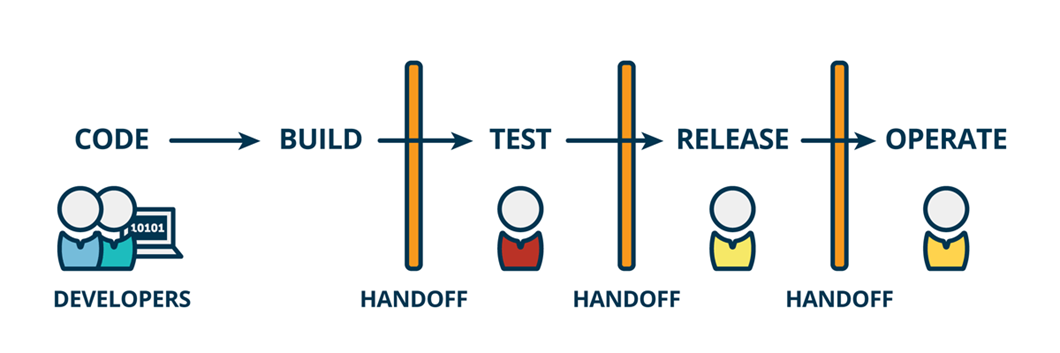 CODE BUILD TEST RELEASE OPERATE
10101
DEVELOPERS HANDOFF HANDOFF HANDOFF